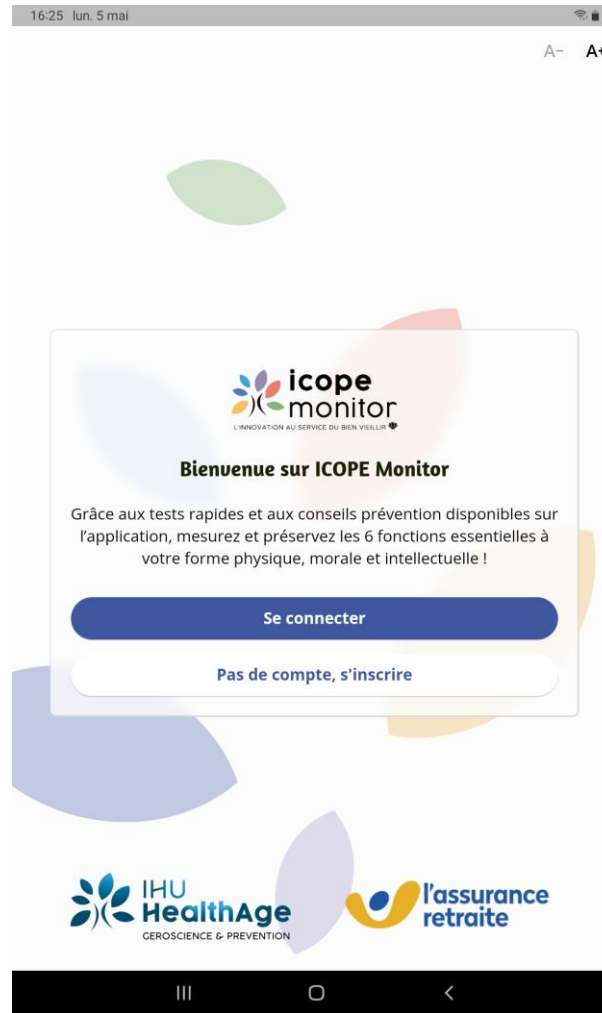 16:25 lun. 5 mai
A- A+
icope
monitor
L'INNOVATION AU SERVICE DU BIEN VIEILLIR
Bienvenue sur ICOPE Monitor
Grâce aux tests rapides et aux conseils prévention disponibles sur
l'application, mesurez et préservez les 6 fonctions essentielles à
votre forme physique, morale et intellectuelle !
Se connecter
Pas de compte, s'inscrire
IHU
HealthAge
GEROSCIENCE & PREVENTION
l'assurance
retraite